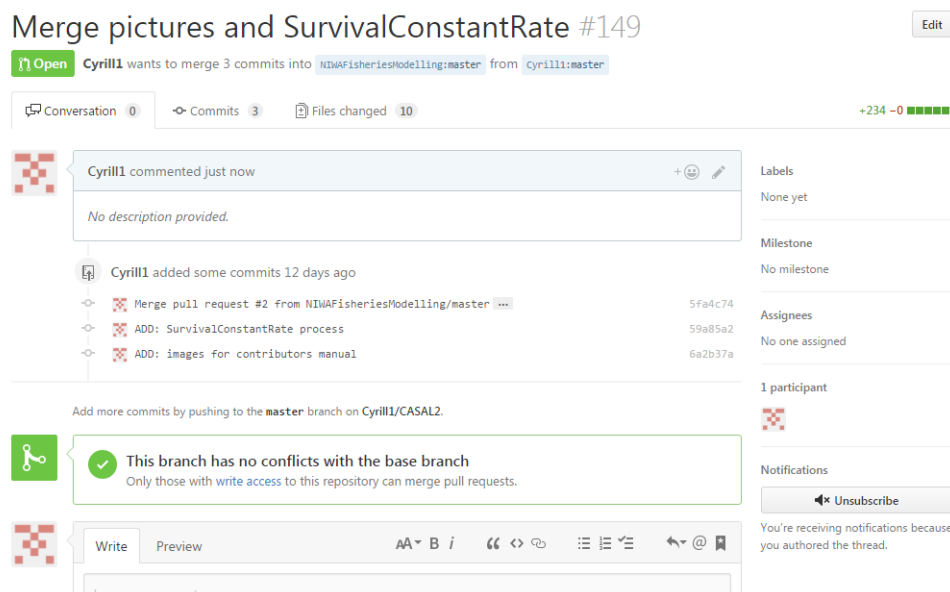 Merge pictures and SurvivalConstantRate #149
Edit
Open Cyrill1 wants to merge 3 commits into NIWAFisheriesModelling:master from Cyrill1:master
Conversation 0 Commits 3 Files changed 10 +234 −0
Cyrill1 commented just now
No description provided.
Cyrill1 added some commits 12 days ago
Merge pull request #2 from NIWAFisheriesModelling/master … 5fa4c74
ADD: SurvivalConstantRate process 59a85a2
ADD: images for contributors manual 6a2b37a
Add more commits by pushing to the master branch on Cyrill1/CASAL2.
This branch has no conflicts with the base branch
Only those with write access to this repository can merge pull requests.
Write Preview AA B i
Labels
None yet
Milestone
No milestone
Assignees
No one assigned
1 participant
Notifications
Unsubscribe
You're receiving notifications because
you authored the thread.